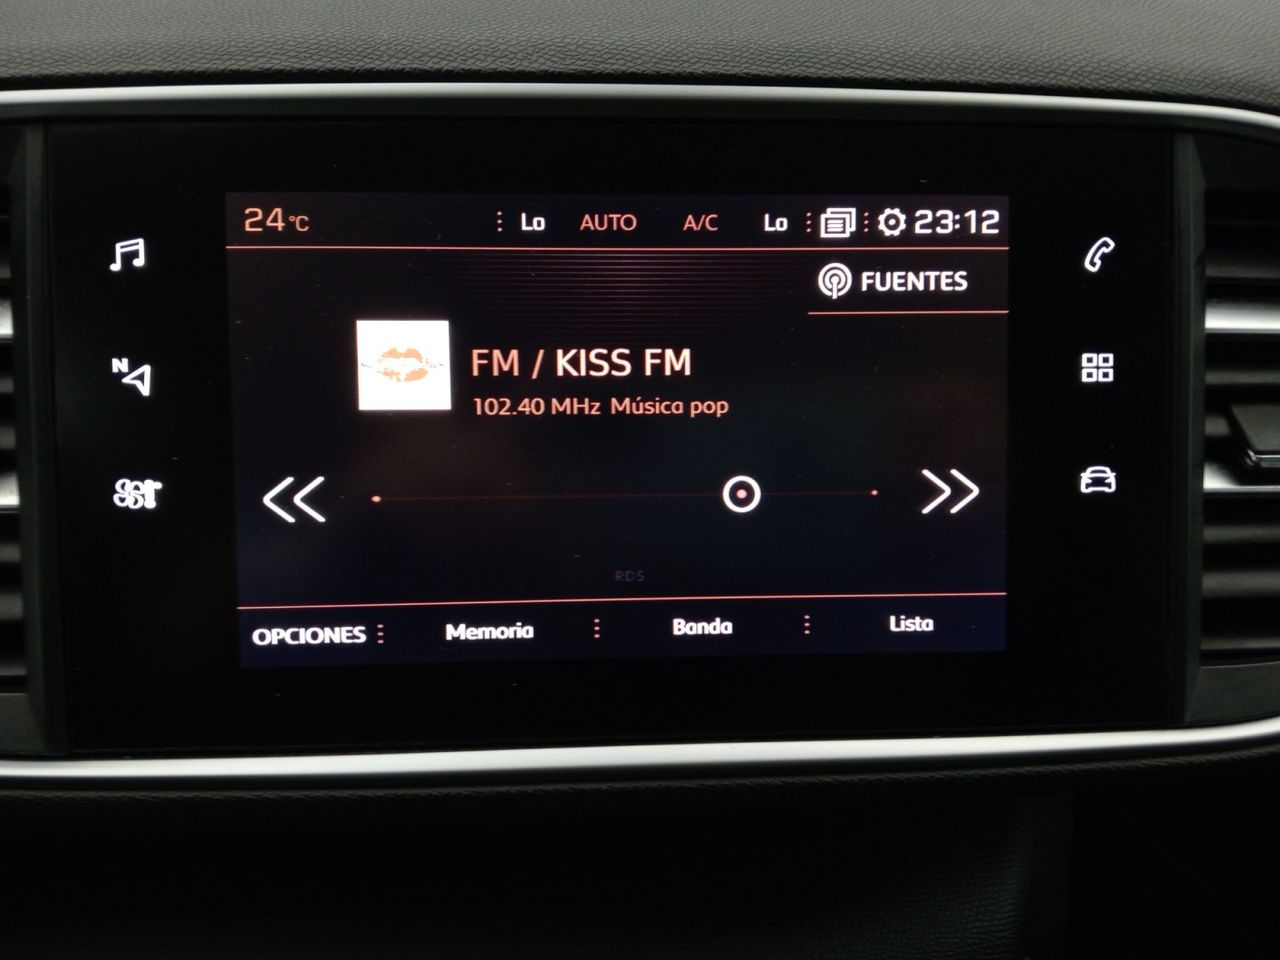 24°C Lo AUTO A/C Lo 23:12
FUENTES
FM / KISS FM
102.40 MHz Música pop
N
RDS
OPCIONES Memoria Banda Lista